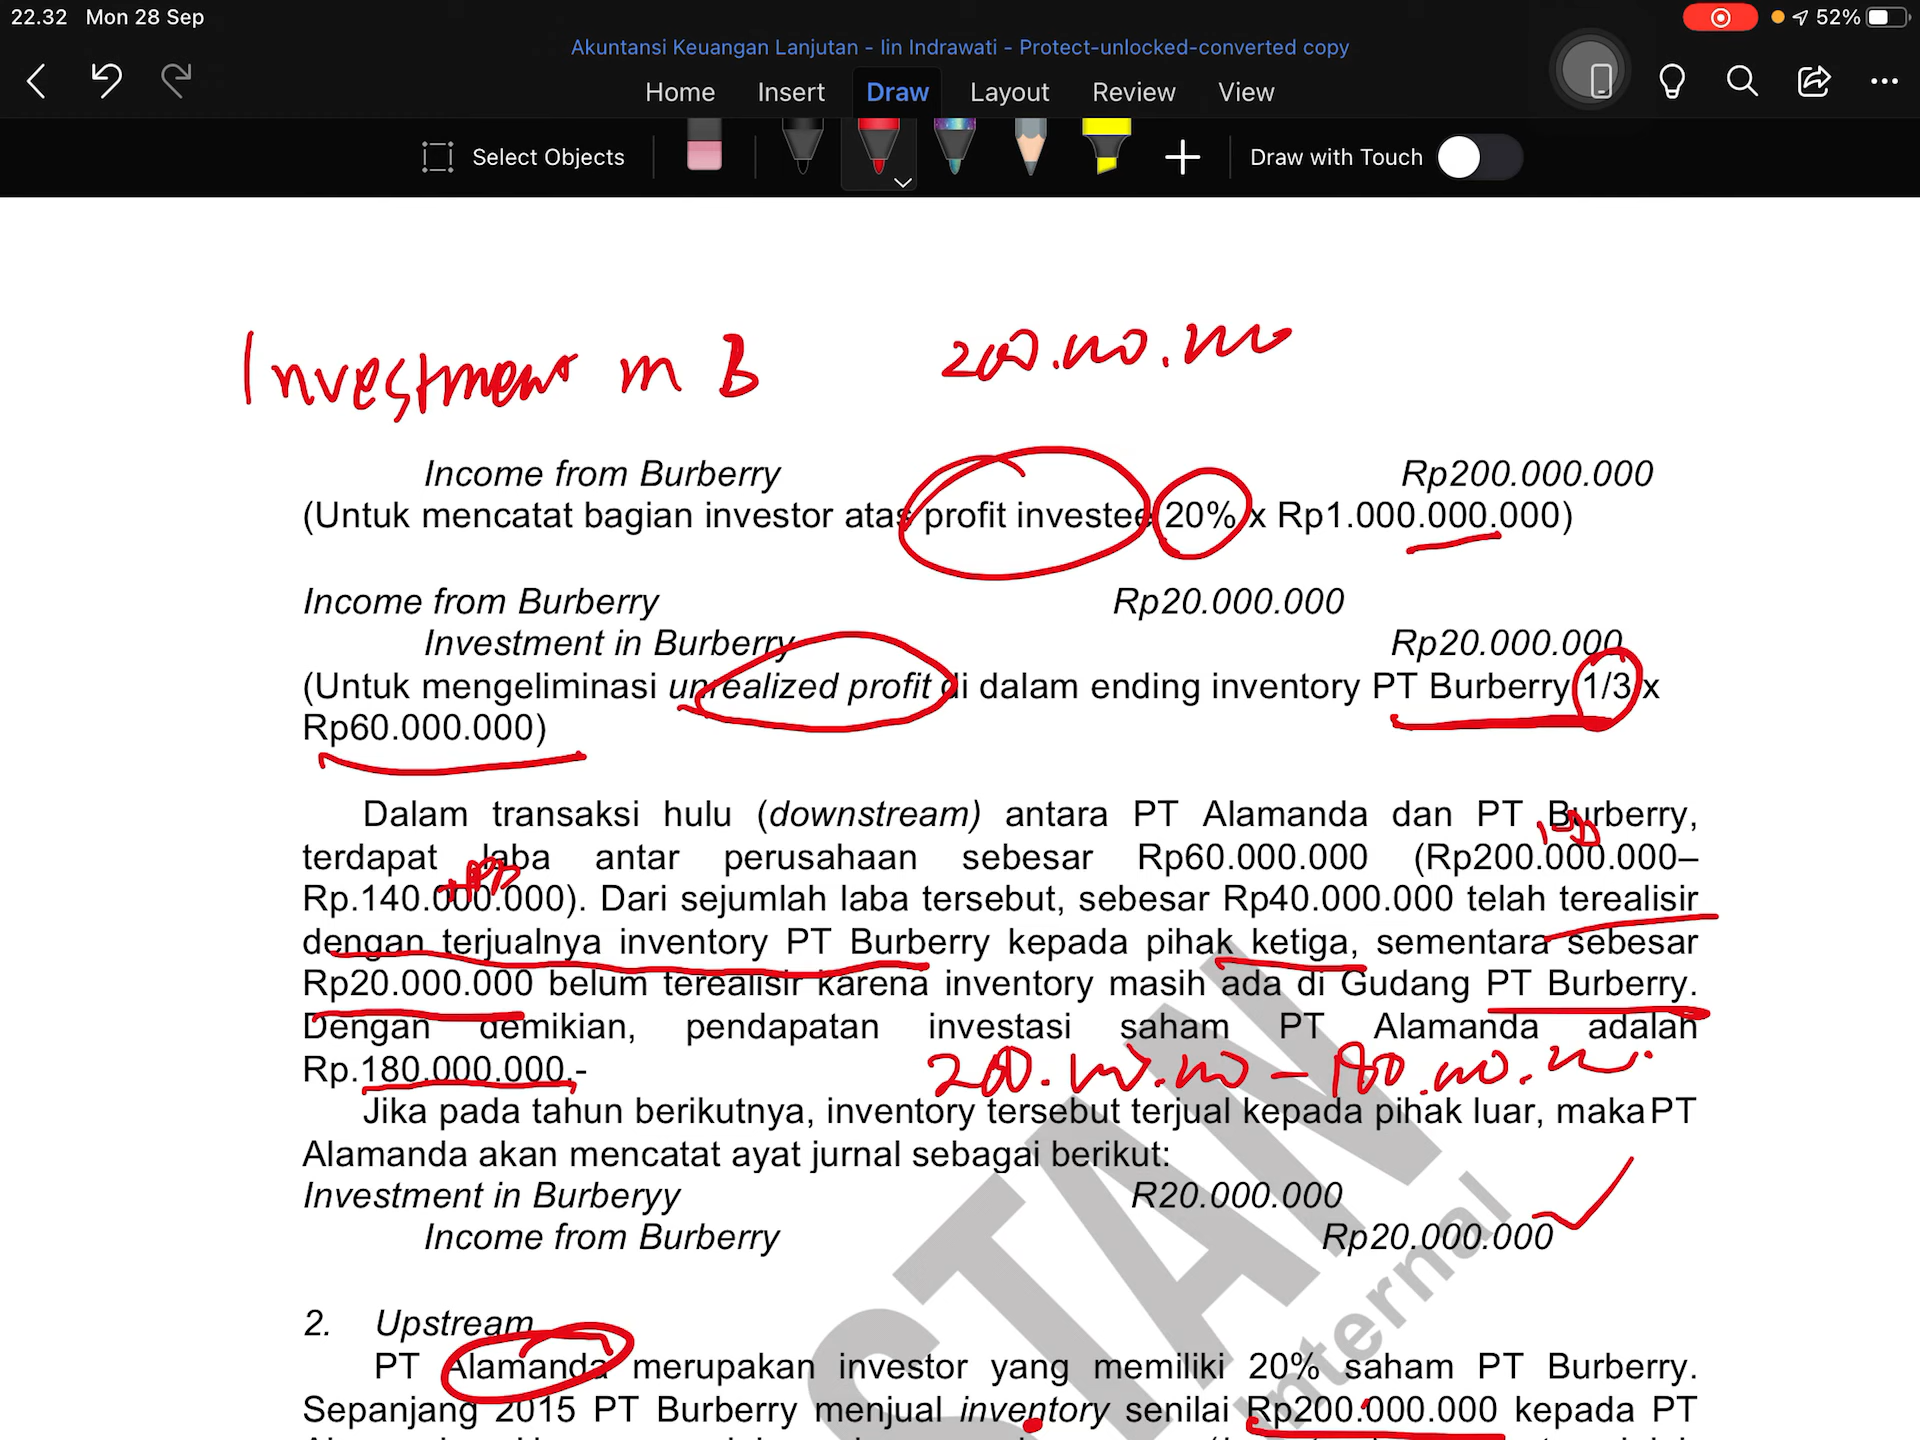 22.32 Mon 28 Sep
52%
Akuntansi Keuangan Lanjutan - Iin Indrawati - Protect-unlocked-converted copy
Home Insert Draw Layout Review View
Select Objects
Draw with Touch
Investment in B 200.000.000
Income from Burberry Rp200.000.000
(Untuk mencatat bagian investor atas profit investee 20% x Rp1.000.000.000)
Income from Burberry Rp20.000.000
Investment in Burberry Rp20.000.000
(Untuk mengeliminasi unrealized profit di dalam ending inventory PT Burberry 1/3 x
Rp60.000.000)
Dalam transaksi hulu (downstream) antara PT Alamanda dan PT Burberry,
terdapat laba antar perusahaan sebesar Rp60.000.000 (Rp200.000.000–
Rp.140.000.000). Dari sejumlah laba tersebut, sebesar Rp40.000.000 telah terealisir
dengan terjualnya inventory PT Burberry kepada pihak ketiga, sementara sebesar
Rp20.000.000 belum terealisir karena inventory masih ada di Gudang PT Burberry.
Dengan demikian, pendapatan investasi saham PT Alamanda adalah
Rp.180.000.000.-
Jika pada tahun berikutnya, inventory tersebut terjual kepada pihak luar, maka PT
Alamanda akan mencatat ayat jurnal sebagai berikut:
Investment in Burberyy R20.000.000
Income from Burberry Rp20.000.000
2. Upstream
PT Alamanda merupakan investor yang memiliki 20% saham PT Burberry.
Sepanjang 2015 PT Burberry menjual inventory senilai Rp200.000.000 kepada PT
STAN
Internal